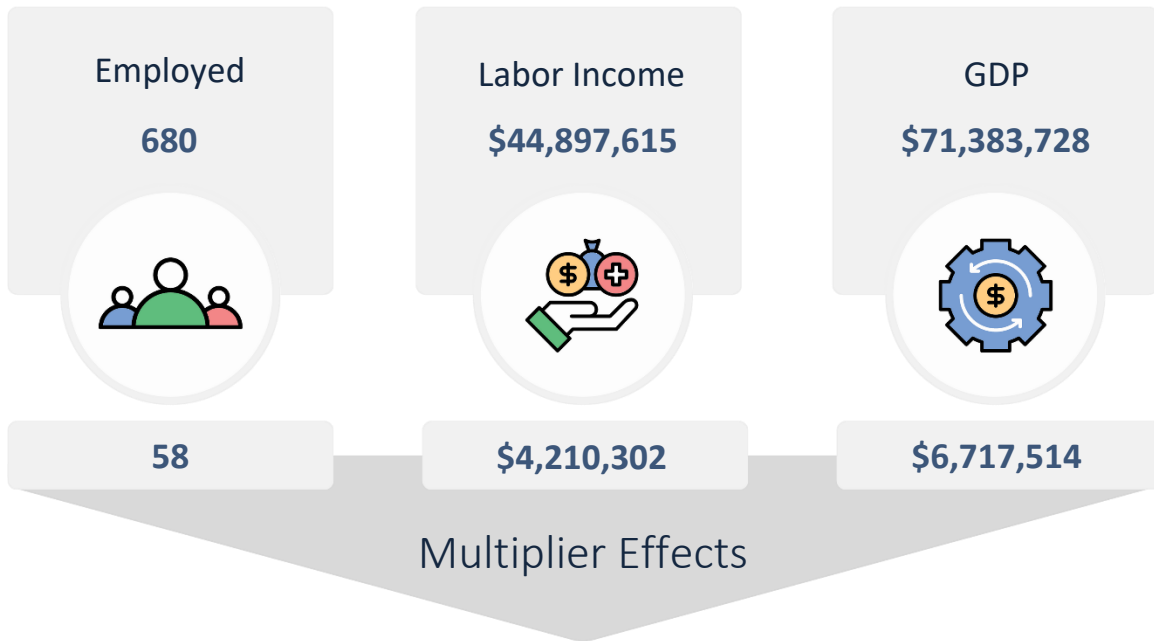 Employed
680
Labor Income
$44,897,615
GDP
$71,383,728
$
$
58
$4,210,302
$6,717,514
Multiplier Effects